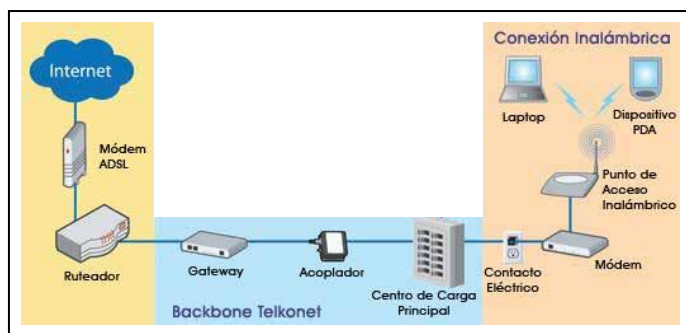 Internet
Módem
ADSL
Ruteador
Gateway
Acoplador
Centro de Carga
Principal
Backbone Telkonet
Conexión Inalámbrica
Laptop
Dispositivo
PDA
Punto de
Acceso
Inalámbrico
Contacto
Eléctrico
Módem